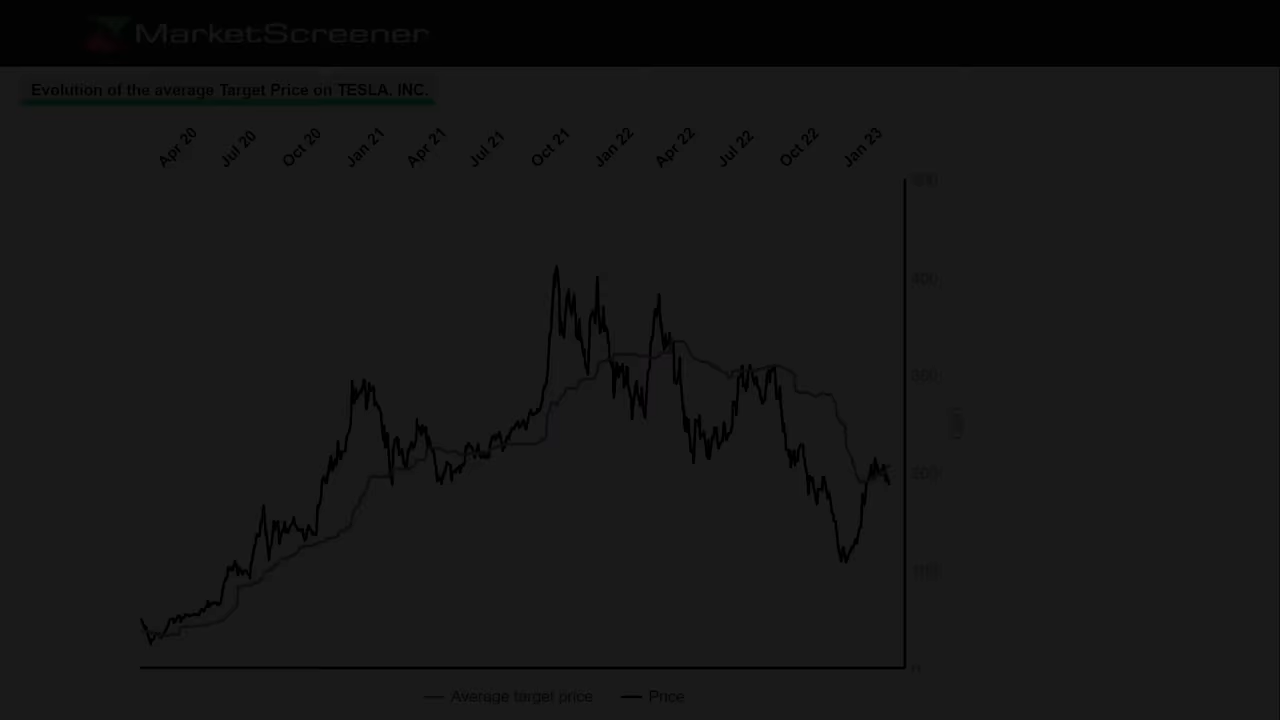 MarketScreener
Evolution of the average Target Price on TESLA, INC.
Apr 20 Jul 20 Oct 20 Jan 21 Apr 21 Jul 21 Oct 21 Jan 22 Apr 22 Jul 22 Oct 22 Jan 23
500
400
300
200
100
0
Average target price Price